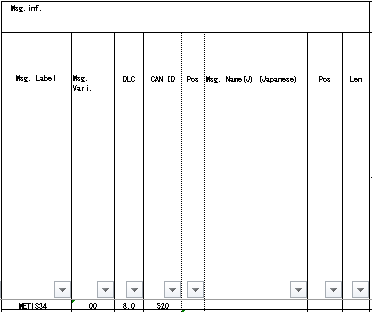 Msg. inf.
Msg. Label Msg. Vari. DLC CAN ID Pos Msg. Name(J) (Japanese) Pos Len
METIS34 00 8.0 520